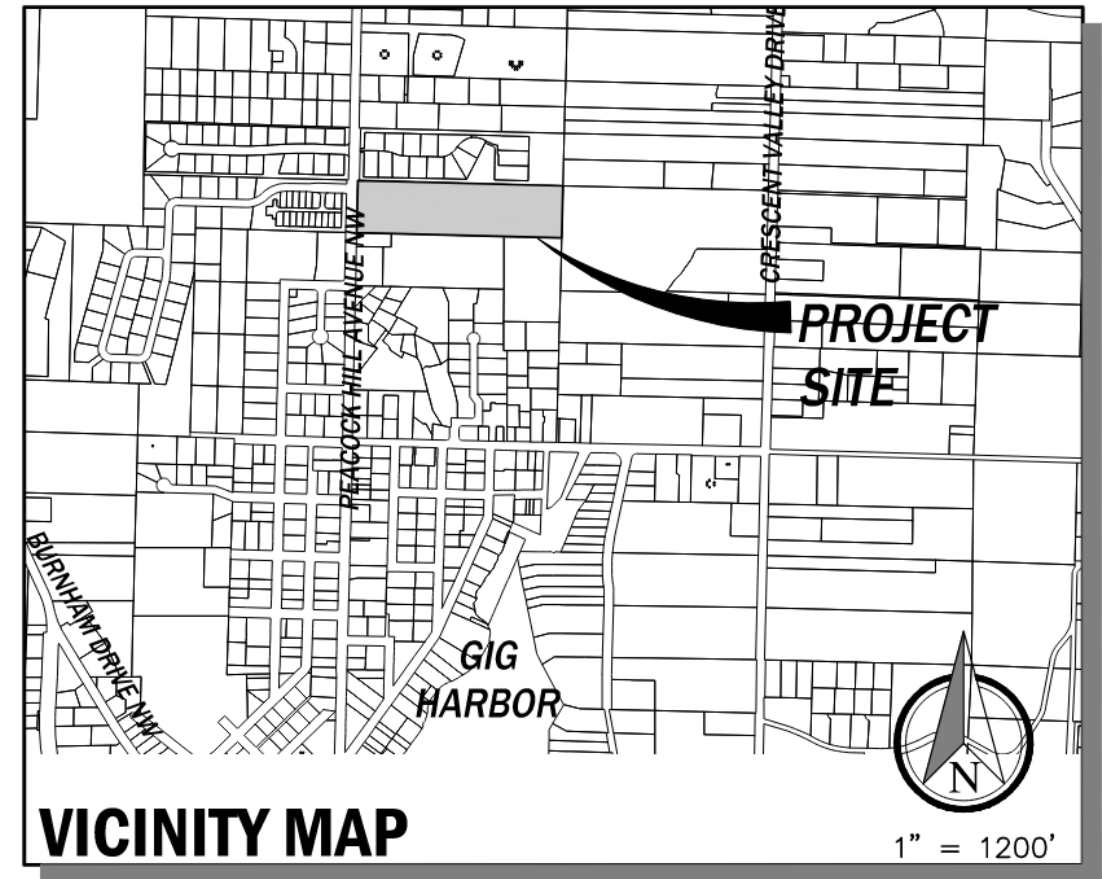 CRESCENT VALLEY DRIVE
PEACOCK HILL AVENUE NW
PROJECT
SITE
BURNHAM DRIVE NW
GIG
HARBOR
N
VICINITY MAP
1" = 1200'